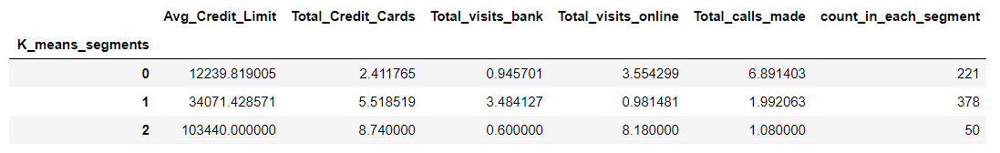 Avg_Credit_Limit Total_Credit_Cards Total_visits_bank Total_visits_online Total_calls_made count_in_each_segment
K_means_segments
0 12239.819005 2.411765 0.945701 3.554299 6.891403 221
1 34071.428571 5.518519 3.484127 0.981481 1.992063 378
2 103440.000000 8.740000 0.600000 8.180000 1.080000 50